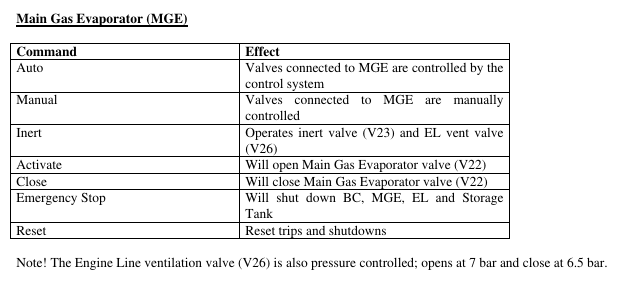 Main Gas Evaporator (MGE)
Command Effect
Auto Valves connected to MGE are controlled by the
control system
Manual Valves connected to MGE are manually
controlled
Inert Operates inert valve (V23) and EL vent valve
(V26)
Activate Will open Main Gas Evaporator valve (V22)
Close Will close Main Gas Evaporator valve (V22)
Emergency Stop Will shut down BC, MGE, EL and Storage
Tank
Reset Reset trips and shutdowns
Note! The Engine Line ventilation valve (V26) is also pressure controlled; opens at 7 bar and close at 6.5 bar.